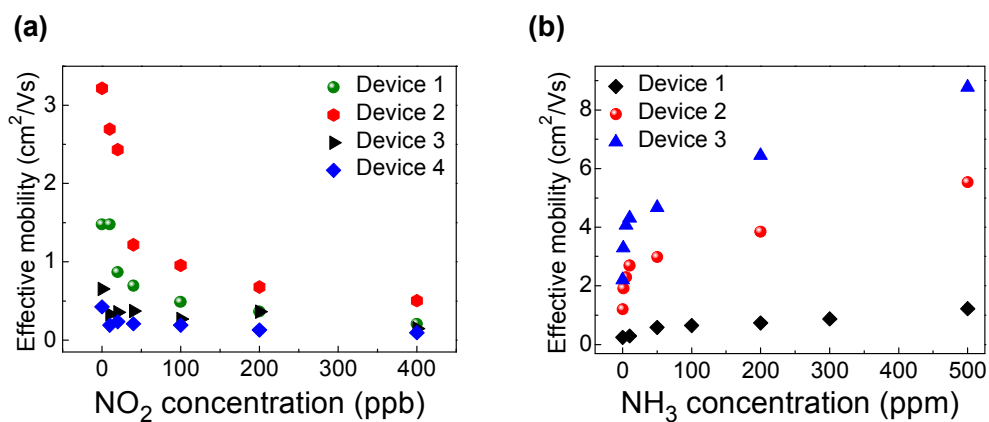 (a)
Effective mobility (cm²/Vs)
3
2
1
0
Device 1
Device 2
Device 3
Device 4
0 100 200 300 400
NO₂ concentration (ppb)
(b)
Effective mobility (cm²/Vs)
8
6
4
2
0
Device 1
Device 2
Device 3
0 100 200 300 400 500
NH₃ concentration (ppm)